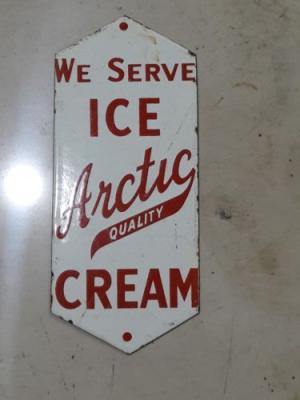 WE SERVE
ICE
Arctic
QUALITY
CREAM